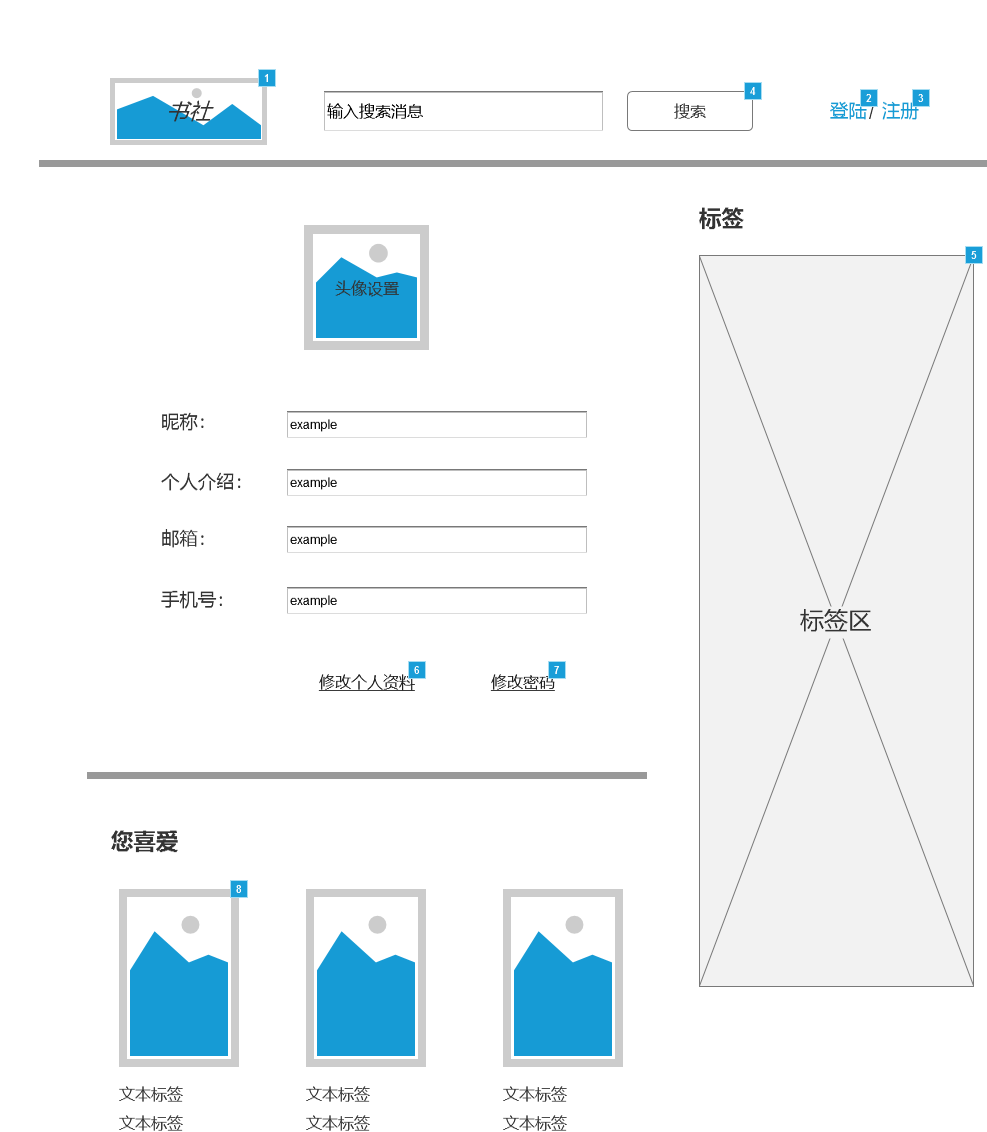 1
书社
输入搜索消息
搜索
4
登陆
2
/
注册
3
标签
5
头像设置
昵称:
example
个人介绍:
example
邮箱:
example
手机号:
example
标签区
修改个人资料
6
修改密码
7
您喜爱
8
文本标签 文本标签 文本标签
文本标签 文本标签 文本标签